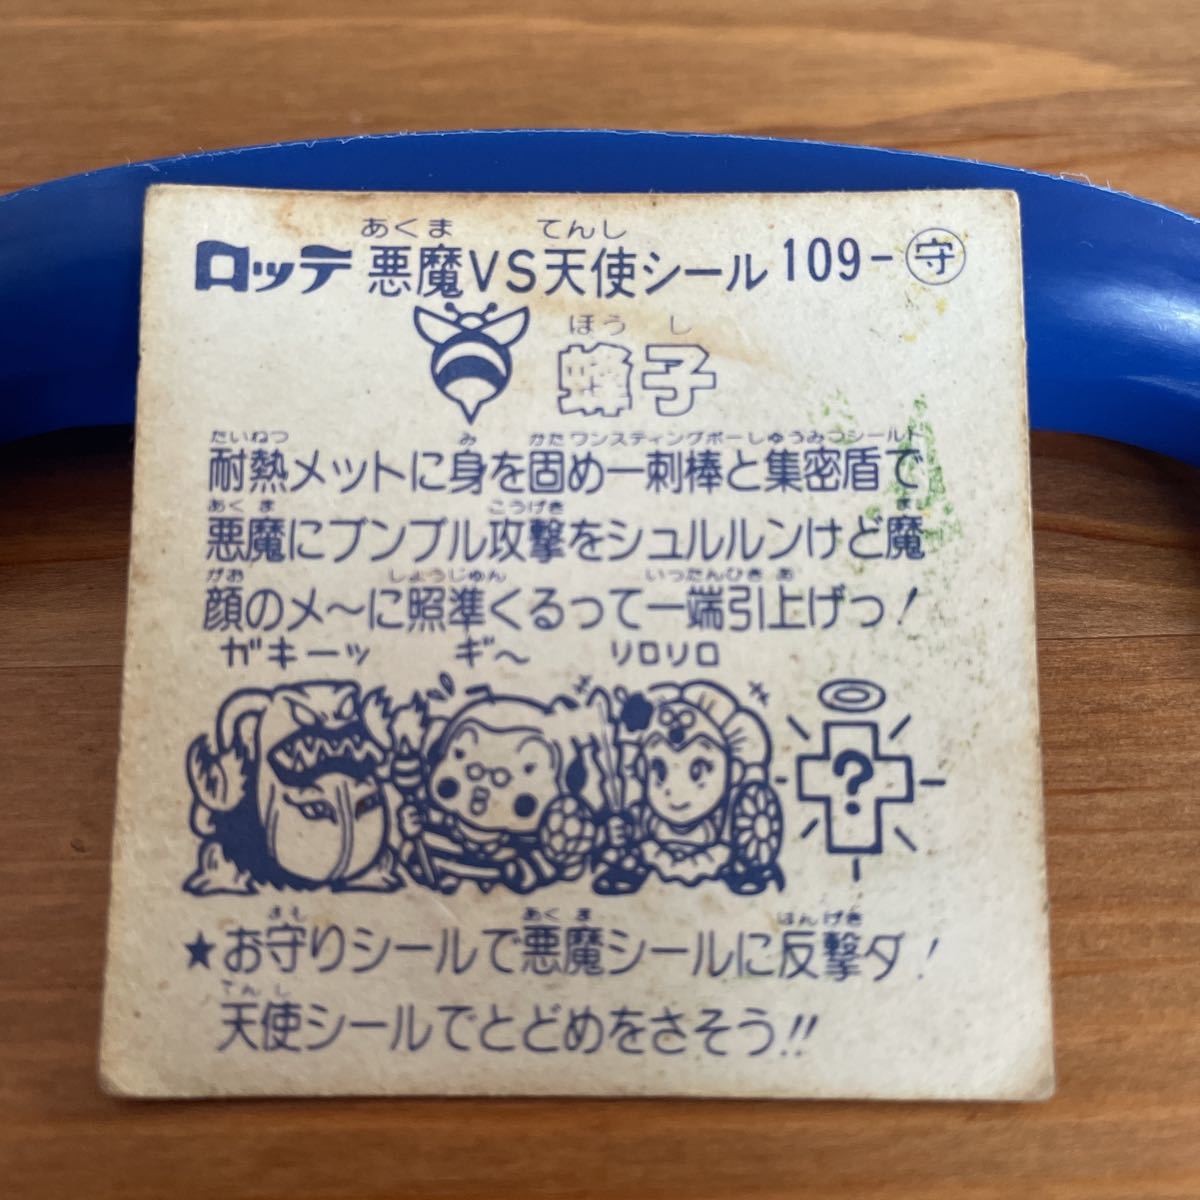 あくま てんし
ロッテ 悪魔VS天使シール 109-守
ほうし
蜂子
たいねつ み かた ワンスティングボー しゅうみつシールド
耐熱メットに身を固め一刺棒と集密盾で
あくま こうげき ま
悪魔にブンブル攻撃をシュルルンけど魔
がお しょうじゅん いったんひきあ
顔のメ～に照準くるって一端引上げっ!
ガキーッ ギ～ リロリロ
?
まも あくま はんげき
★お守りシールで悪魔シールに反撃ダ!
てんし
天使シールでとどめをさそう!!